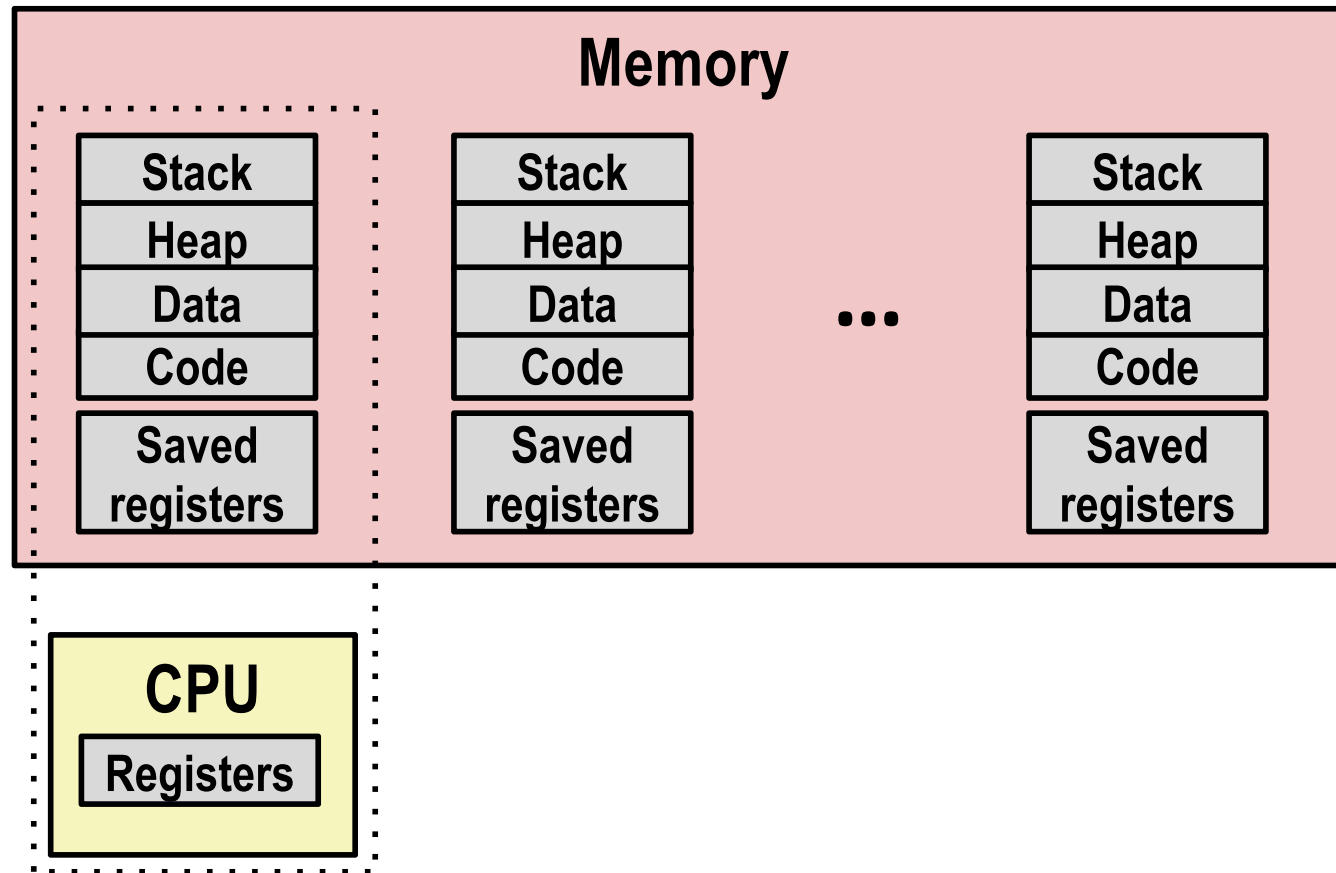 Memory
Stack
Heap
Data
Code
Saved
registers
Stack
Heap
Data
Code
Saved
registers
...
Stack
Heap
Data
Code
Saved
registers
CPU
Registers